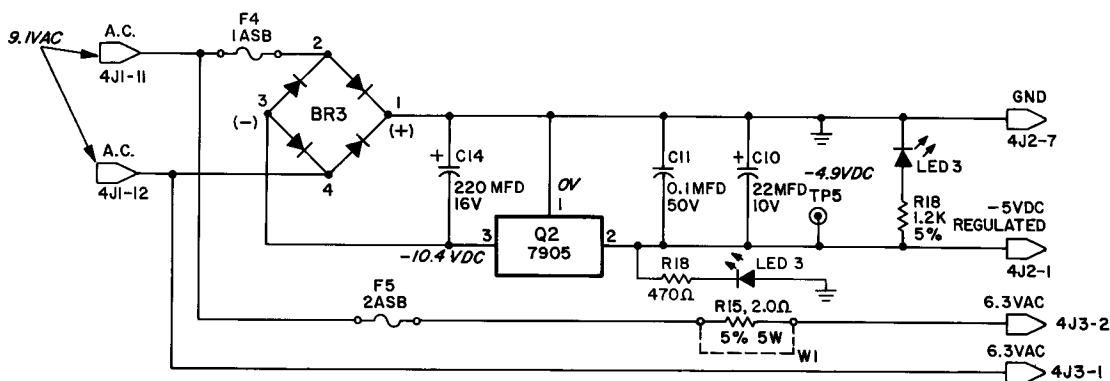 9.1VAC
A.C.
4J1-11
F4
1ASB
2
3
(-)
BR3
1
(+)
4
A.C.
4J1-12
+
C14
220 MFD
16V
0V
1
C11
0.1MFD
50V
+
C10
22MFD
10V
-4.9VDC
TP5
GND
4J2-7
LED 3
R18
1.2K
5%
-5VDC
REGULATED
4J2-1
-10.4 VDC
3
Q2
7905
2
R18
470Ω
LED 3
F5
2ASB
R15, 2.0Ω
5% 5W
W1
6.3VAC
4J3-2
6.3VAC
4J3-1